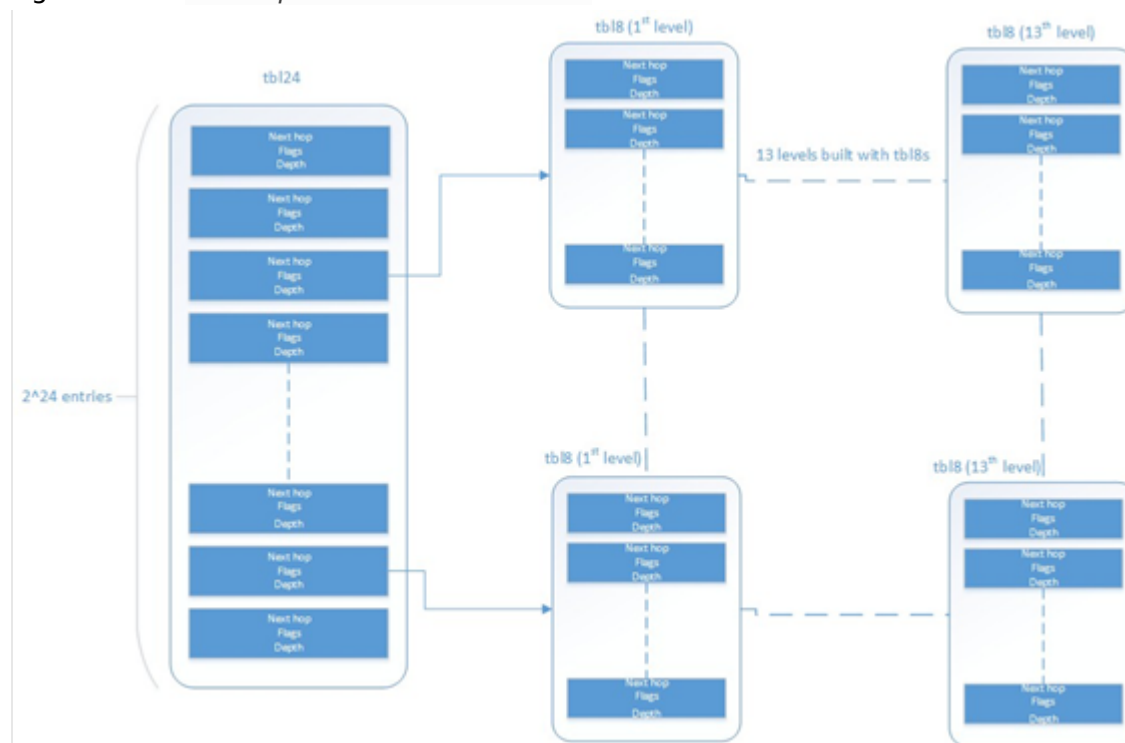 tbl24
Next hop
Flags
Depth
Next hop
Flags
Depth
Next hop
Flags
Depth
Next hop
Flags
Depth
Next hop
Flags
Depth
Next hop
Flags
Depth
Next hop
Flags
Depth
2^24 entries
tbl8 (1st level)
Next hop
Flags
Depth
Next hop
Flags
Depth
Next hop
Flags
Depth
13 levels built with tbl8s
tbl8 (13th level)
Next hop
Flags
Depth
Next hop
Flags
Depth
Next hop
Flags
Depth
tbl8 (1st level)
Next hop
Flags
Depth
Next hop
Flags
Depth
Next hop
Flags
Depth
tbl8 (13th level)
Next hop
Flags
Depth
Next hop
Flags
Depth
Next hop
Flags
Depth